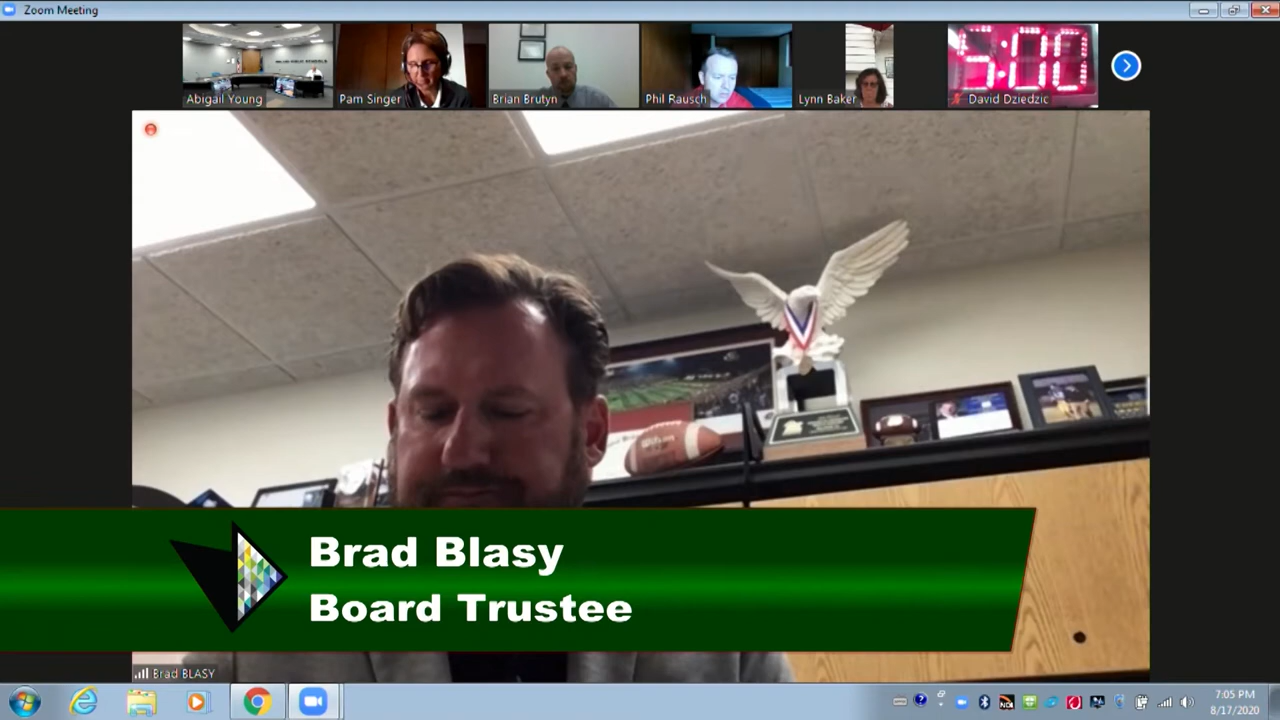 Zoom Meeting
Abigail Young
Pam Singer
Brian Brutyn
Phil Rausch
Lynn Baker
5:00
David Dziedzic
Wilson
Brad Blasy
Board Trustee
Brad BLASY
7:05 PM
8/17/2020